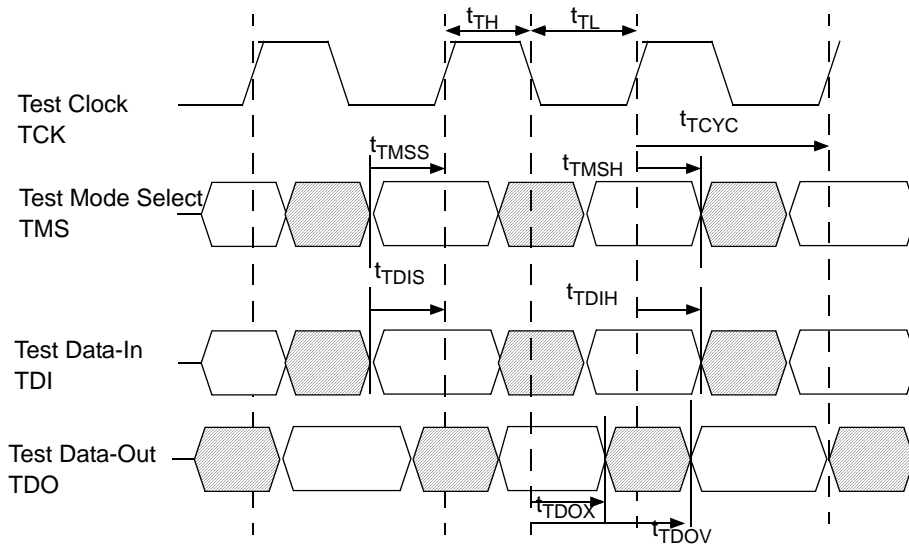 tTH
tTL
Test Clock
TCK
tTCYC
tTMSS
tTMSH
Test Mode Select
TMS
tTDIS
tTDIH
Test Data-In
TDI
Test Data-Out
TDO
tTDOX
tTDOV